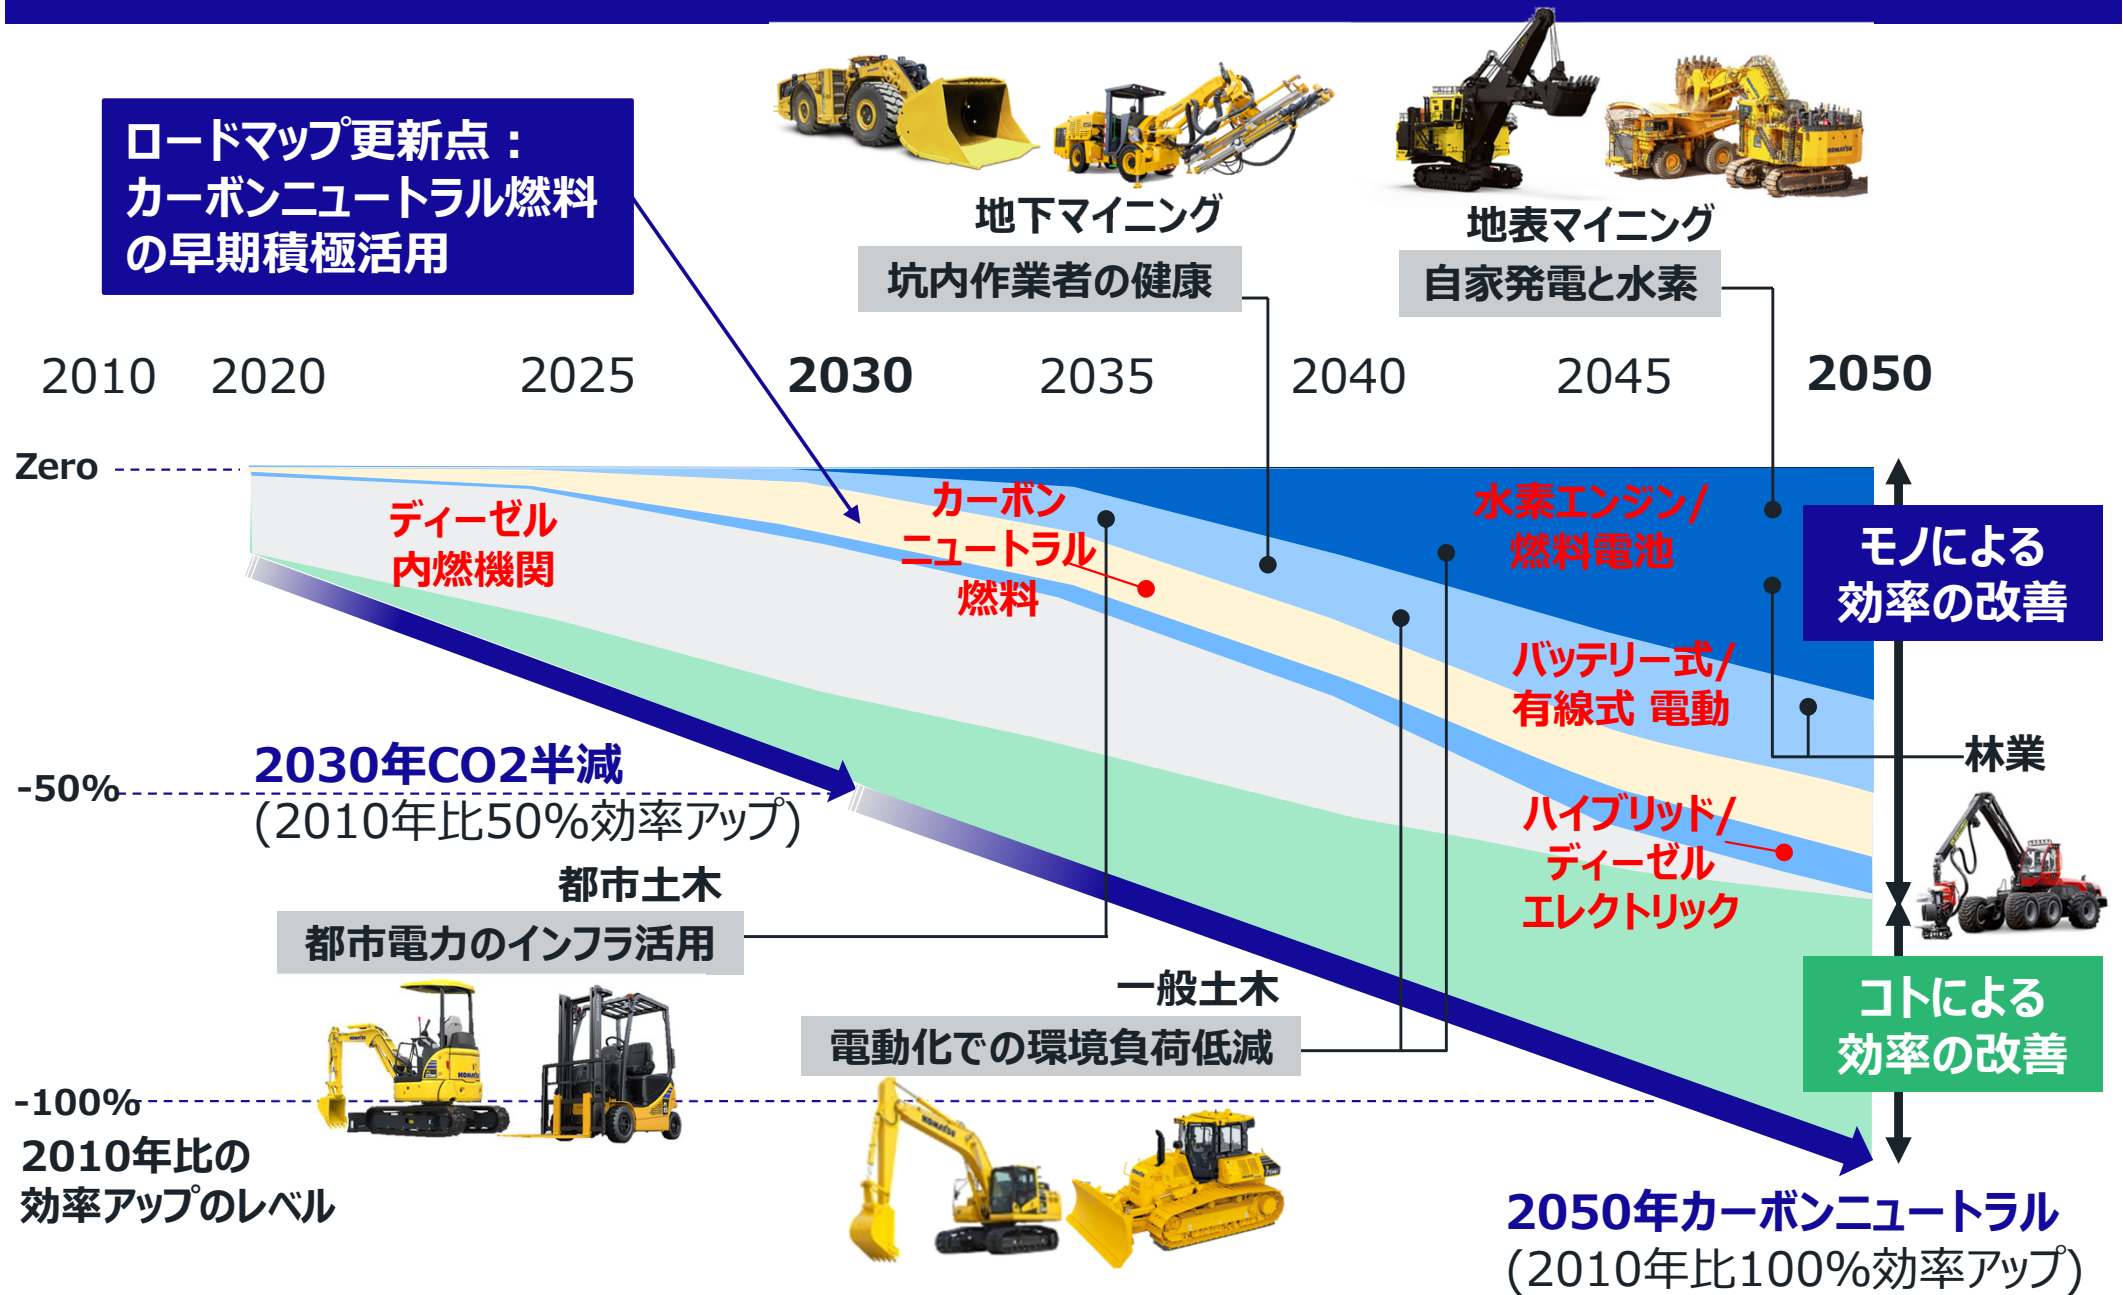 ロードマップ更新点：
カーボンニュートラル燃料
の早期積極活用
地下マイニング
坑内作業者の健康
地表マイニング
自家発電と水素
2010 2020 2025 2030 2035 2040 2045 2050
Zero
-50%
-100%
2010年比の
効率アップのレベル
ディーゼル
内燃機関
カーボン
ニュートラル
燃料
水素エンジン/
燃料電池
バッテリー式/
有線式 電動
ハイブリッド/
ディーゼル
エレクトリック
モノによる
効率の改善
林業
コトによる
効率の改善
2030年CO2半減
(2010年比50%効率アップ)
都市土木
都市電力のインフラ活用
一般土木
電動化での環境負荷低減
2050年カーボンニュートラル
(2010年比100%効率アップ)
KOMATSU
KOMATSU
KOMATSU